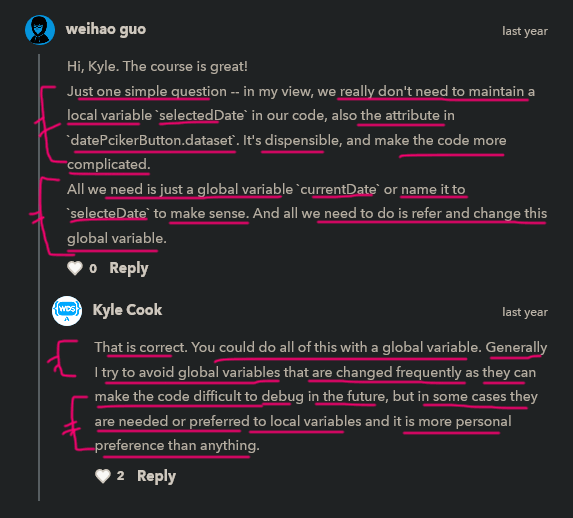 weihao guo
last year
Hi, Kyle. The course is great!
Just one simple question -- in my view, we really don't need to maintain a
local variable `selectedDate` in our code, also the attribute in
`datePcikerButton.dataset`. It's dispensible, and make the code more
complicated.
All we need is just a global variable `currentDate` or name it to
`selecteDate` to make sense. And all we need to do is refer and change this
global variable.
0 Reply
WDS
Kyle Cook
last year
That is correct. You could do all of this with a global variable. Generally
I try to avoid global variables that are changed frequently as they can
make the code difficult to debug in the future, but in some cases they
are needed or preferred to local variables and it is more personal
preference than anything.
2 Reply